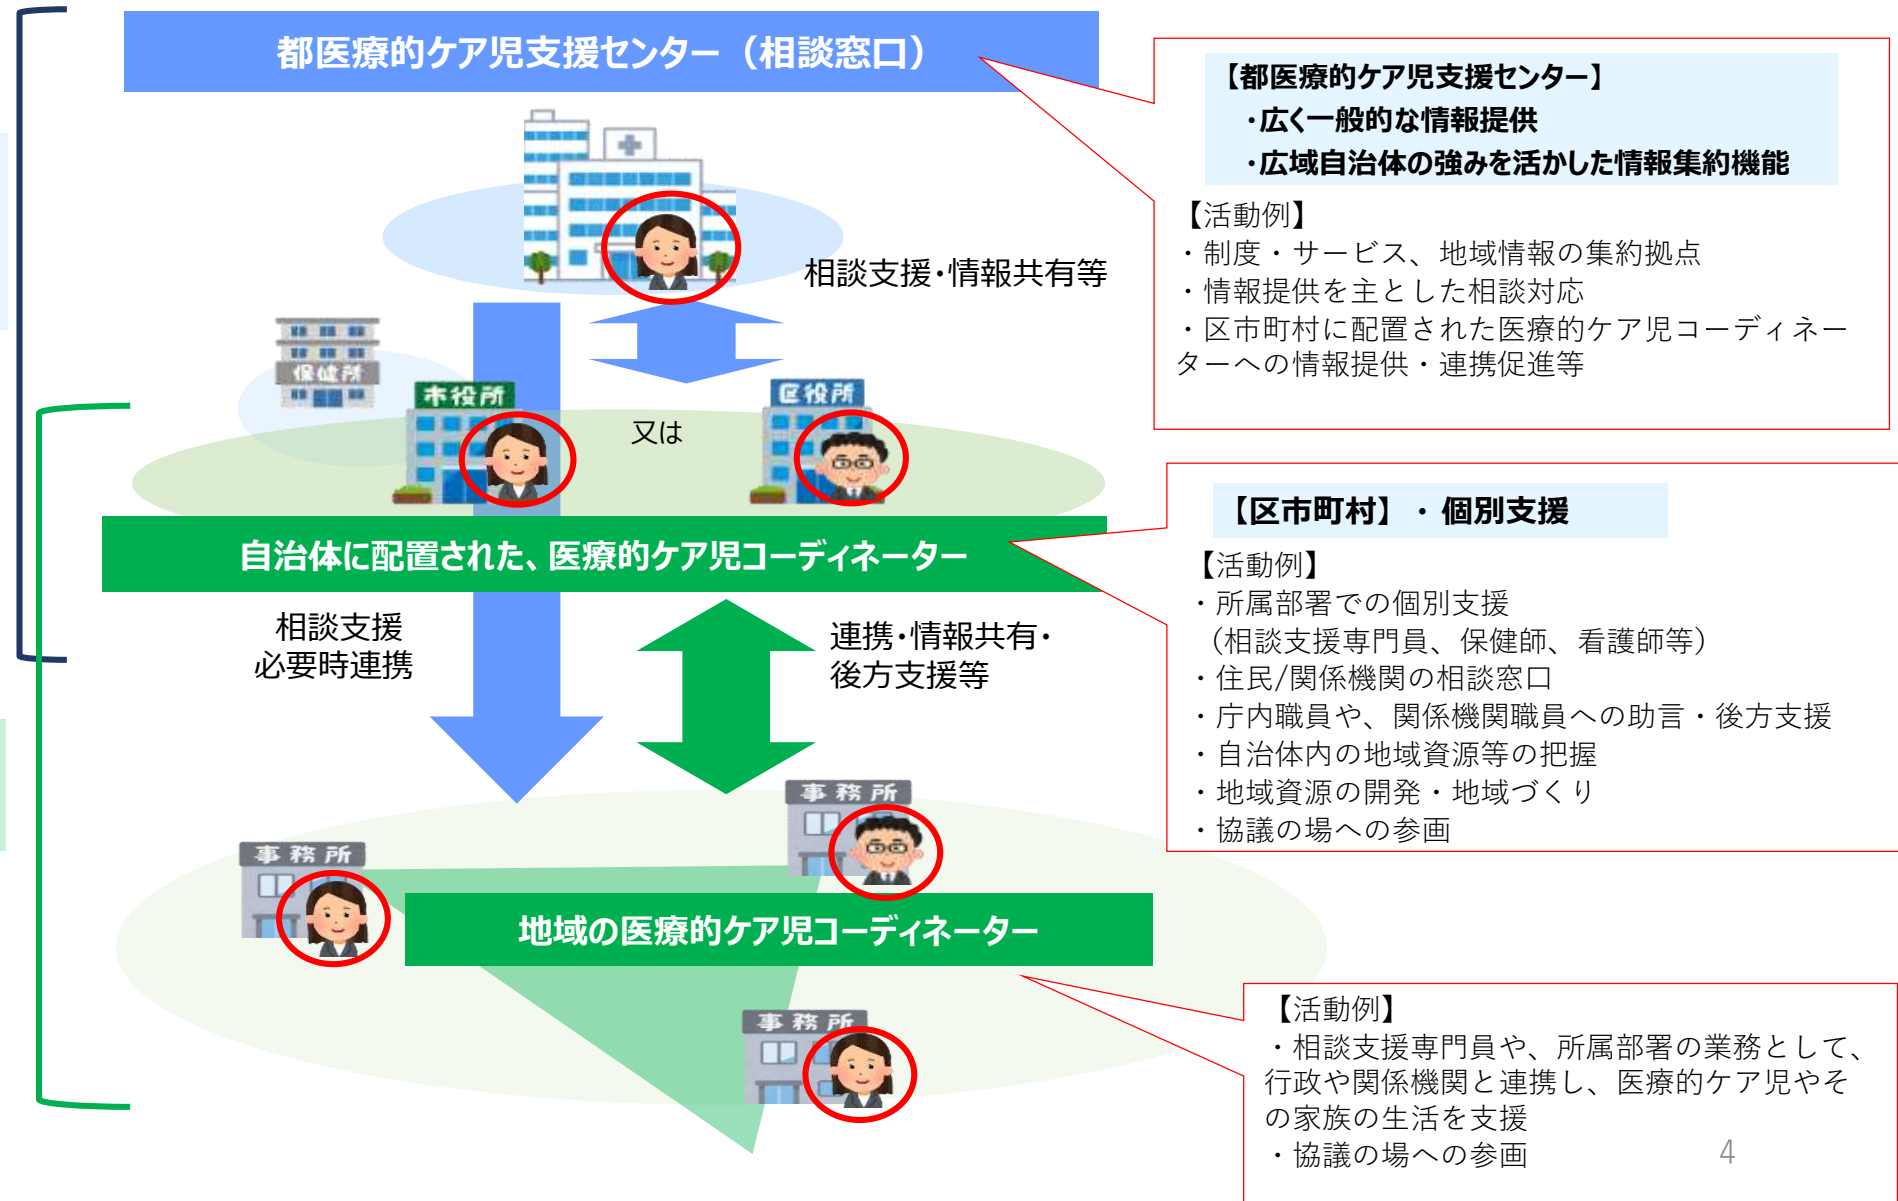 都医療的ケア児支援センター（相談窓口）
【都医療的ケア児支援センター】
・広く一般的な情報提供
・広域自治体の強みを活かした情報集約機能
【活動例】
・制度・サービス、地域情報の集約拠点
・情報提供を主とした相談対応
・区市町村に配置された医療的ケア児コーディネー
ターへの情報提供・連携促進等
相談支援・情報共有等
保健所
市役所
又は
区役所
自治体に配置された、医療的ケア児コーディネーター
【区市町村】・個別支援
【活動例】
・所属部署での個別支援
（相談支援専門員、保健師、看護師等）
・住民/関係機関の相談窓口
・庁内職員や、関係機関職員への助言・後方支援
・自治体内の地域資源等の把握
・地域資源の開発・地域づくり
・協議の場への参画
相談支援
必要時連携
連携・情報共有・
後方支援等
事務所
事務所
地域の医療的ケア児コーディネーター
事務所
【活動例】
・相談支援専門員や、所属部署の業務として、
行政や関係機関と連携し、医療的ケア児やそ
の家族の生活を支援
・協議の場への参画
4